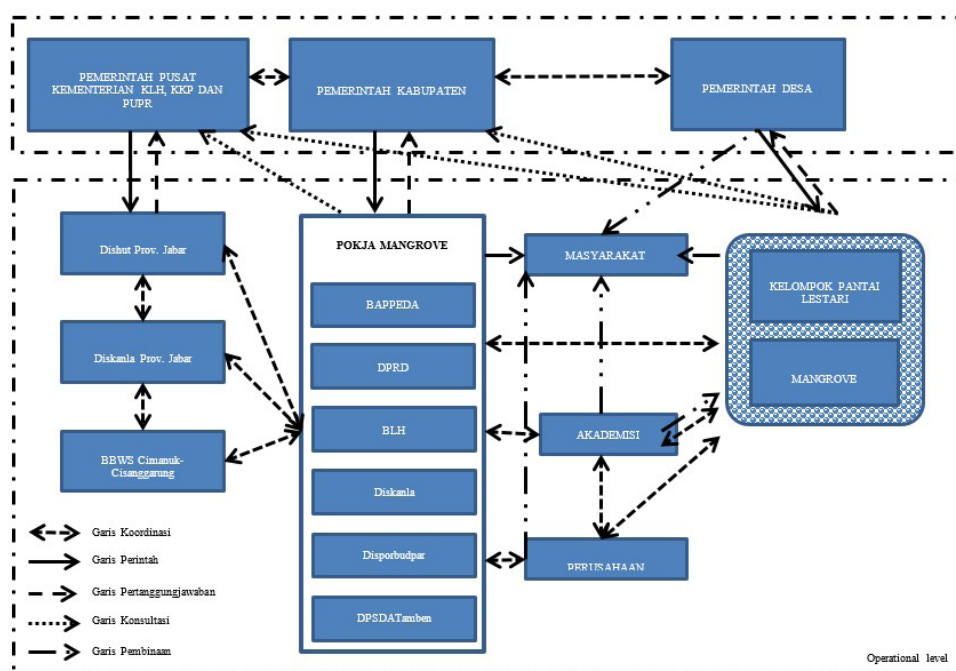 PEMERINTAH PUSAT
KEMENTERIAN KLH, KKP DAN
PUPR
PEMERINTAH KABUPATEN
PEMERINTAH DESA
Dishut Prov. Jabar
Diskanla Prov. Jabar
BBWS Cimanuk-
Cisanggarung
POKJA MANGROVE
BAPPEDA
DPRD
BLH
Diskanla
Disporbudpar
DPSDATamben
MASYARAKAT
AKADEMISI
PERUSAHAAN
KELOMPOK PANTAI
LESTARI
MANGROVE
Garis Koordinasi
Garis Perintah
Garis Pertanggungjawaban
Garis Konsultasi
Garis Pembinaan
Operational level